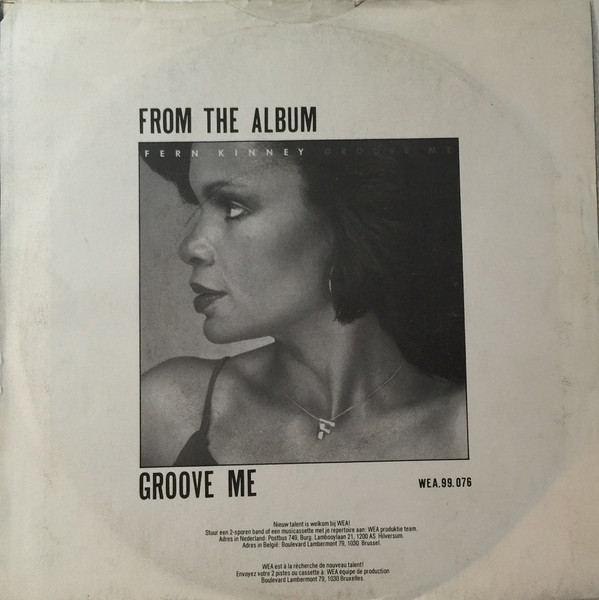 FROM THE ALBUM
FERN KINNEY GROOVE ME
GROOVE ME
WEA.99.076
Nieuw talent is welkom bij WEA!
Stuur een 2-sporen band of een musicassette met je repertoire aan: WEA produktie team.
Adres in Nederland: Postbus 749, Burg. Lambooylaan 21, 1200 AS Hilversum.
Adres in België: Boulevard Lambermont 79, 1030 Brussel.
WEA est à la récherche de nouveau talent!
Envoyez votre 2 pistes ou cassette à: WEA équipe de production
Boulevard Lambermont 79, 1030 Bruxelles.